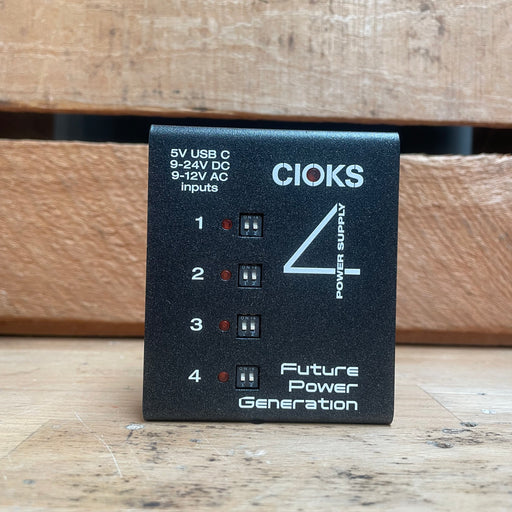 5V USB C
9-24V DC
9-12V AC
inputs
CIOKS
4
POWER SUPPLY
1
2
3
4
Future
Power
Generation